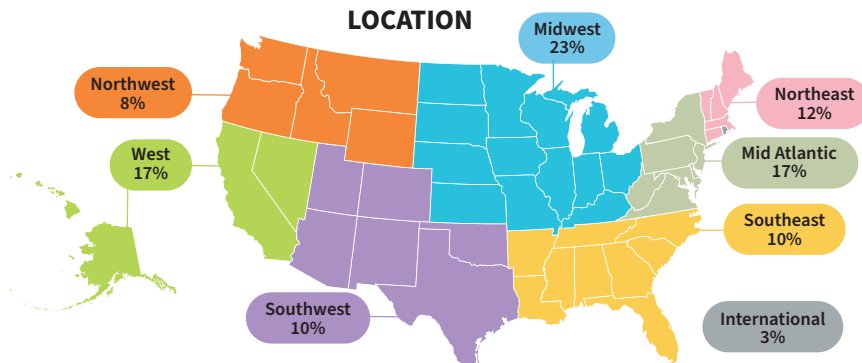 LOCATION
Midwest
23%
Northwest
8%
Northeast
12%
West
17%
Mid Atlantic
17%
Southeast
10%
Southwest
10%
International
3%